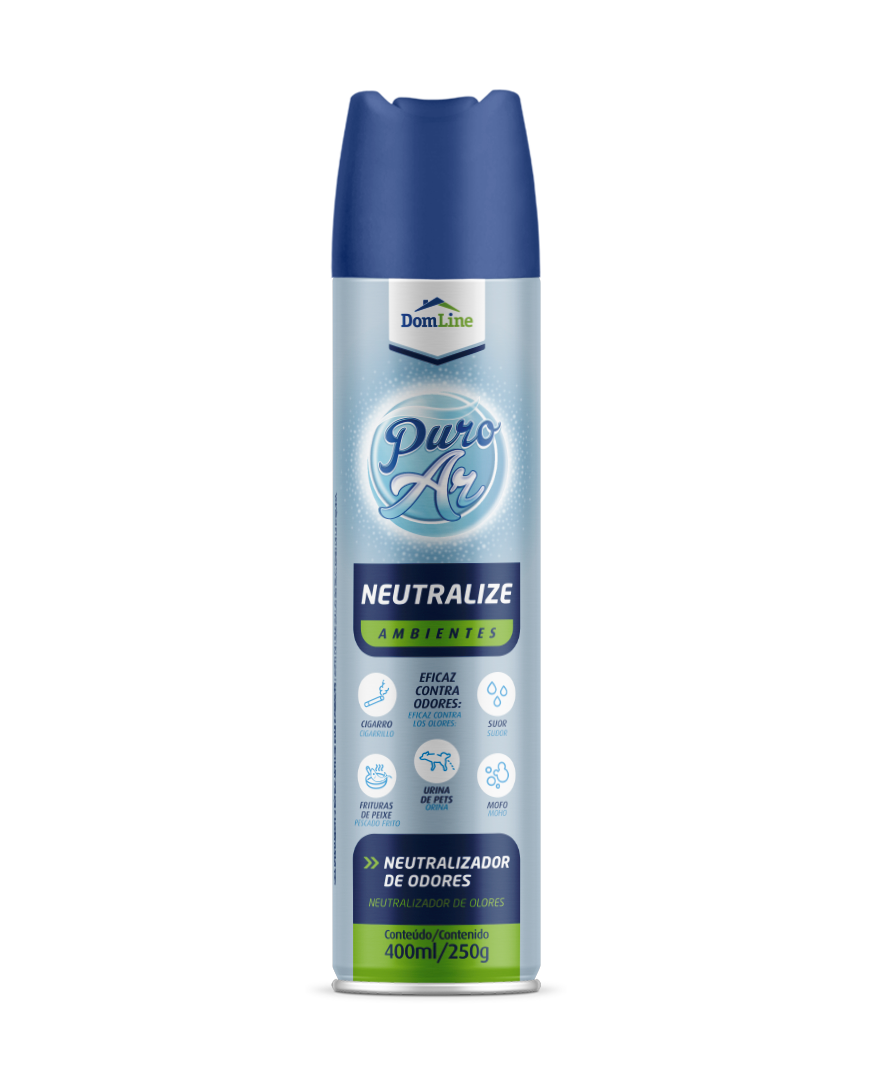 DomLine
Puro
Ar
NEUTRALIZE
AMBIENTES
EFICAZ
CONTRA
ODORES:
EFICAZ CONTRA
LOS OLORES:
CIGARRO
CIGARRILLO
SUOR
SUDOR
FRITURAS
DE PEIXE
PESCADO FRITO
URINA
DE PETS
ORINA
MOFO
MOHO
NEUTRALIZADOR
DE ODORES
NEUTRALIZADOR DE OLORES
Conteúdo/Contenido
400ml/250g